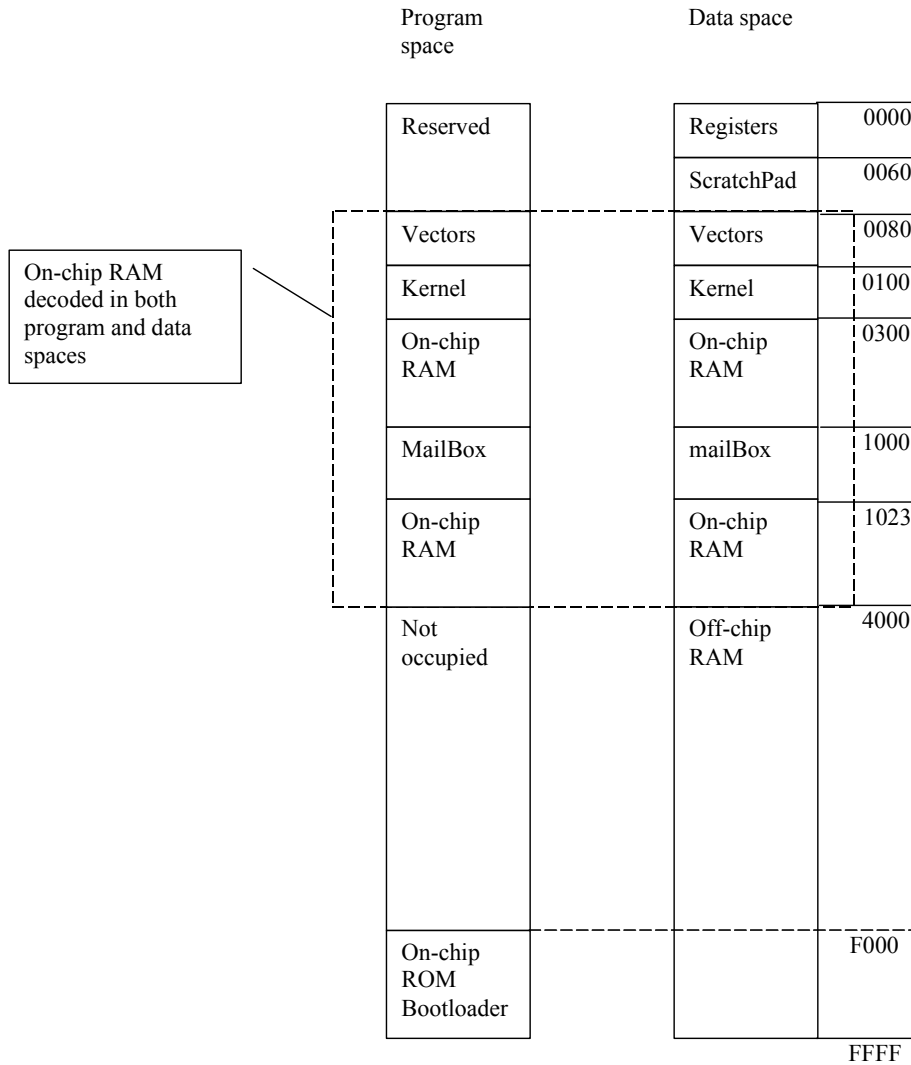 Program
space
Data space
Reserved
Registers
0000
ScratchPad
0060
Vectors
Vectors
0080
On-chip RAM
decoded in both
program and data
spaces
Kernel
Kernel
0100
On-chip
RAM
On-chip
RAM
0300
MailBox
mailBox
1000
On-chip
RAM
On-chip
RAM
1023
Not
occupied
Off-chip
RAM
4000
On-chip
ROM
Bootloader
F000
FFFF